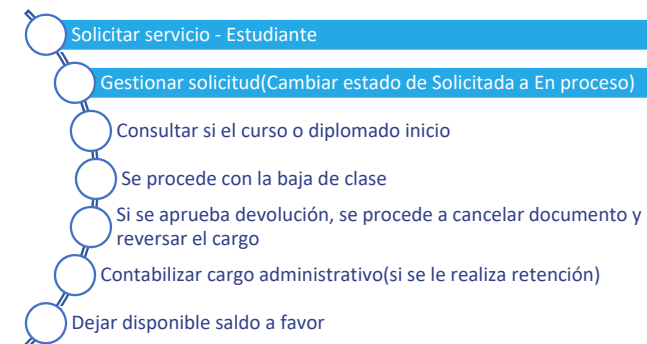 Solicitar servicio - Estudiante
Gestionar solicitud(Cambiar estado de Solicitada a En proceso)
Consultar si el curso o diplomado inicio
Se procede con la baja de clase
Si se aprueba devolución, se procede a cancelar documento y
reversar el cargo
Contabilizar cargo administrativo(si se le realiza retención)
Dejar disponible saldo a favor